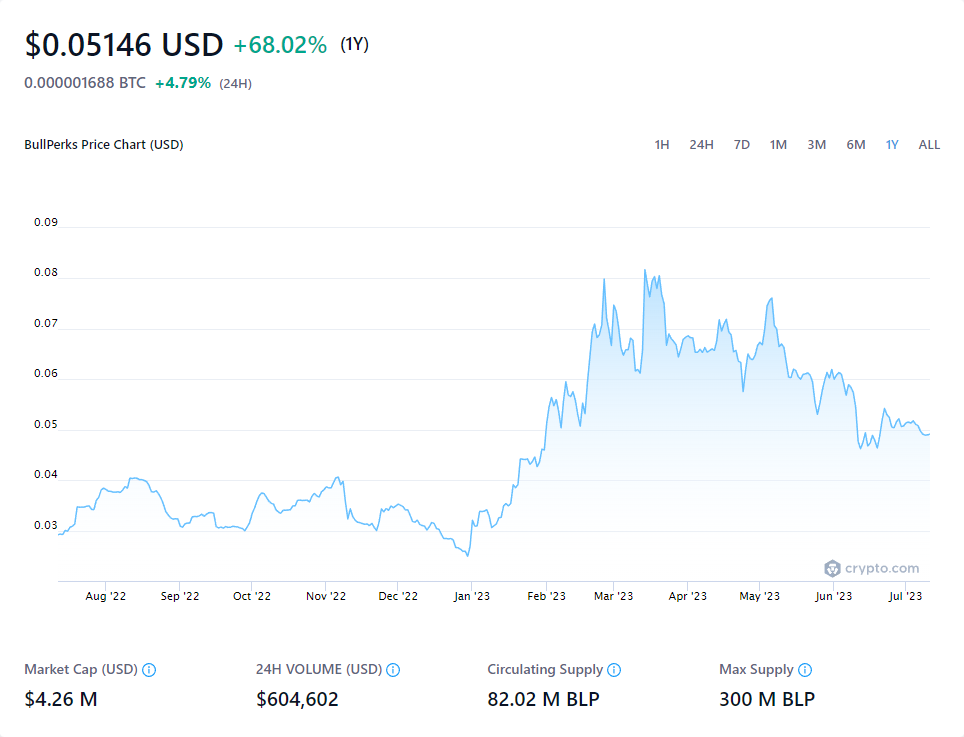 $0.05146 USD +68.02% (1Y)
0.000001688 BTC +4.79% (24H)
BullPerks Price Chart (USD) 1H 24H 7D 1M 3M 6M 1Y ALL
0.09
0.08
0.07
0.06
0.05
0.04
0.03
crypto.com
Aug '22 Sep '22 Oct '22 Nov '22 Dec '22 Jan '23 Feb '23 Mar '23 Apr '23 May '23 Jun '23 Jul '23
Market Cap (USD) 24H VOLUME (USD) Circulating Supply Max Supply
$4.26 M $604,602 82.02 M BLP 300 M BLP